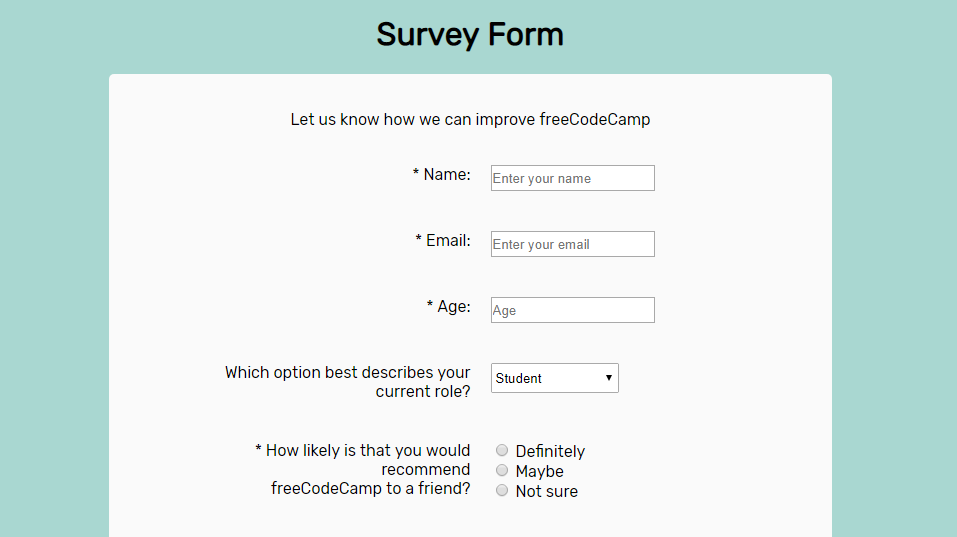 Survey Form
Let us know how we can improve freeCodeCamp
* Name:
Enter your name
* Email:
Enter your email
* Age:
Age
Which option best describes your
current role?
Student
* How likely is that you would
recommend
freeCodeCamp to a friend?
Definitely
Maybe
Not sure